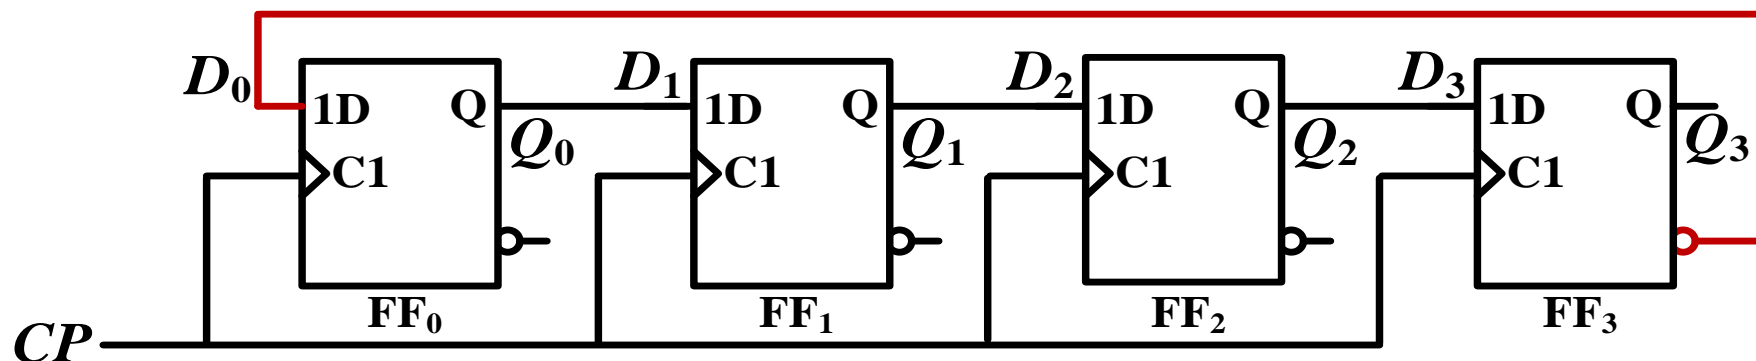 D₀ D₁ D₂ D₃
1D Q 1D Q 1D Q 1D Q
Q₀ Q₁ Q₂ Q₃
C1 C1 C1 C1
FF₀ FF₁ FF₂ FF₃
CP